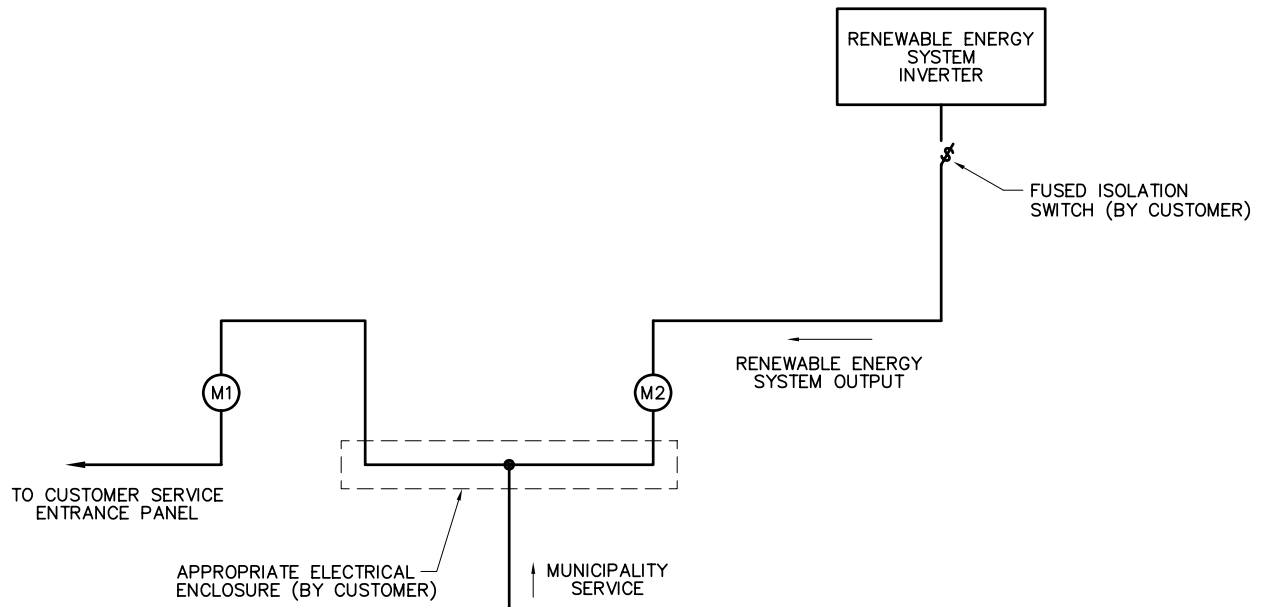 RENEWABLE ENERGY
SYSTEM
INVERTER
FUSED ISOLATION
SWITCH (BY CUSTOMER)
RENEWABLE ENERGY
SYSTEM OUTPUT
M1
M2
TO CUSTOMER SERVICE
ENTRANCE PANEL
APPROPRIATE ELECTRICAL
ENCLOSURE (BY CUSTOMER)
MUNICIPALITY
SERVICE